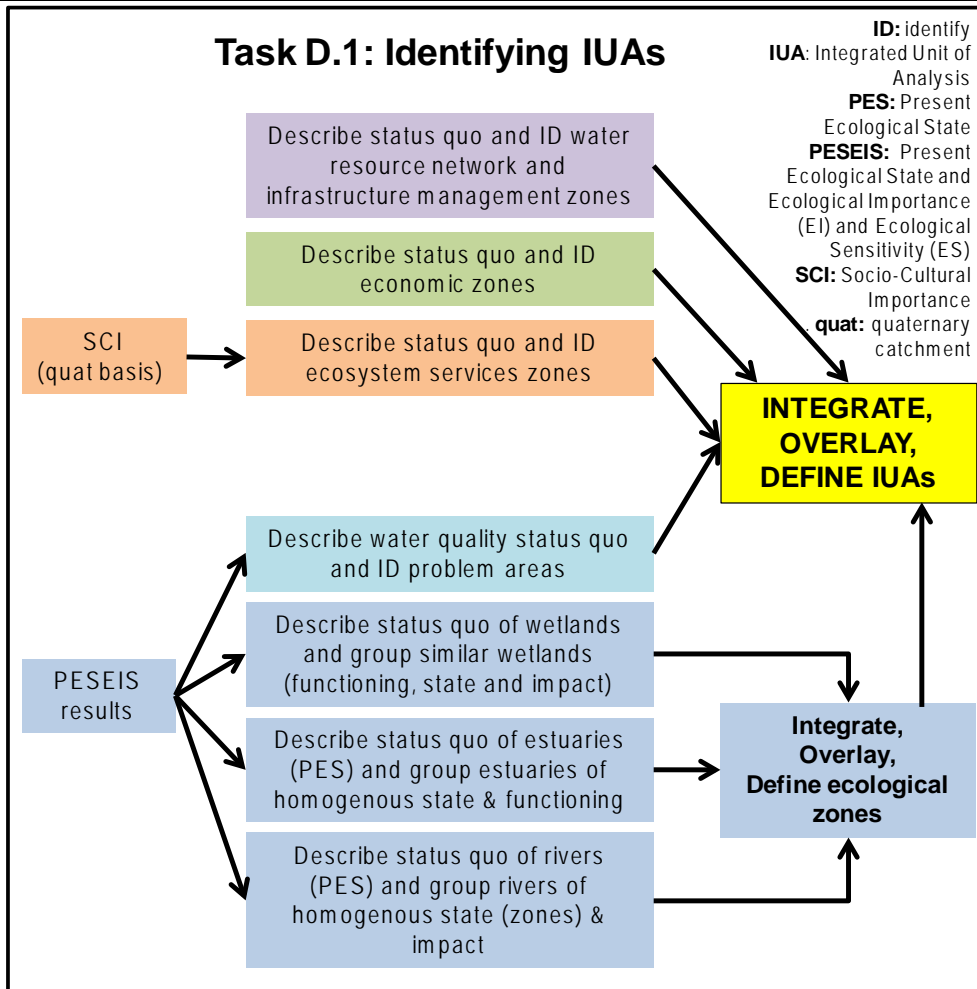 Task D.1: Identifying IUAs
ID: identify
IUA: Integrated Unit of
Analysis
PES: Present
Ecological State
PESEIS: Present
Ecological State and
Ecological Importance
(EI) and Ecological
Sensitivity (ES)
SCI: Socio-Cultural
Importance
. quat: quaternary
catchment
Describe status quo and ID water
resource network and
infrastructure management zones
Describe status quo and ID
economic zones
SCI
(quat basis)
Describe status quo and ID
ecosystem services zones
INTEGRATE,
OVERLAY,
DEFINE IUAs
Describe water quality status quo
and ID problem areas
Describe status quo of wetlands
and group similar wetlands
(functioning, state and impact)
PESEIS
results
Describe status quo of estuaries
(PES) and group estuaries of
homogenous state & functioning
Integrate,
Overlay,
Define ecological
zones
Describe status quo of rivers
(PES) and group rivers of
homogenous state (zones) &
impact